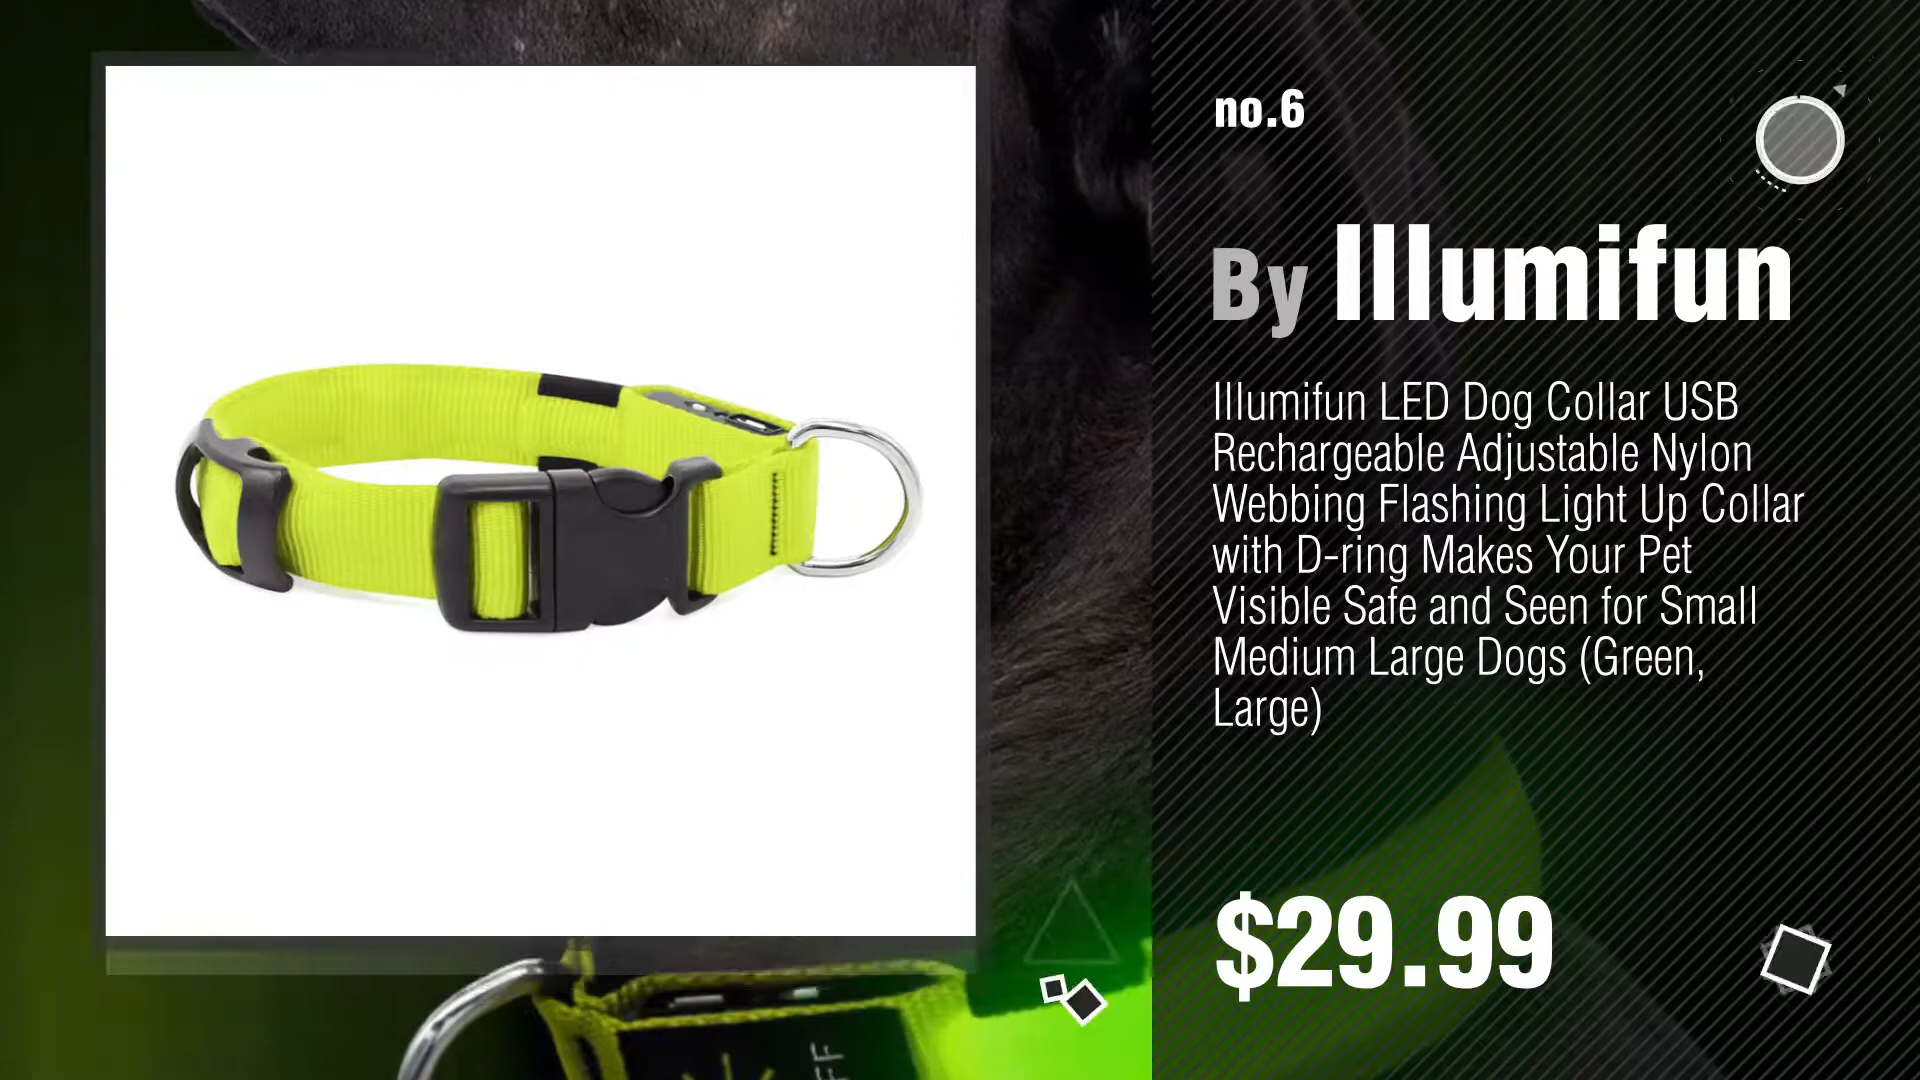 no.6
By Illumifun
Illumifun LED Dog Collar USB
Rechargeable Adjustable Nylon
Webbing Flashing Light Up Collar
with D-ring Makes Your Pet
Visible Safe and Seen for Small
Medium Large Dogs (Green,
Large)
$29.99